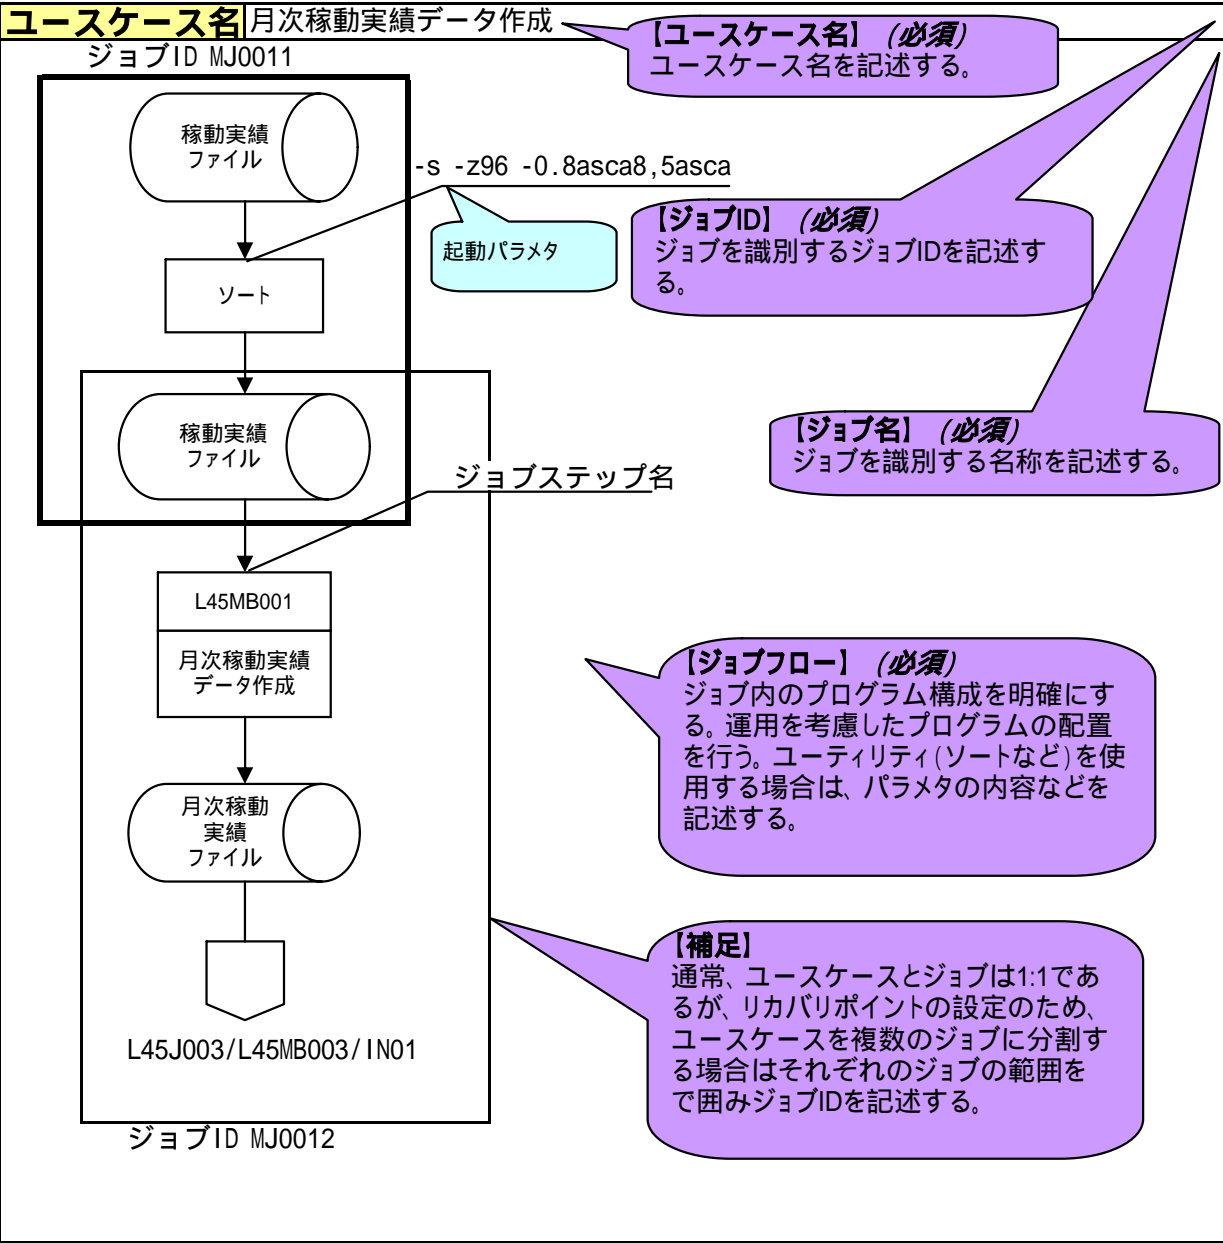 ユースケース名 月次稼動実績データ作成
【ユースケース名】（必須）
ユースケース名を記述する。
ジョブID MJ0011
稼動実績
ファイル
-s -z96 -0.8asca8,5asca
起動パラメタ
ソート
【ジョブID】（必須）
ジョブを識別するジョブIDを記述す
る。
稼動実績
ファイル
【ジョブ名】（必須）
ジョブを識別する名称を記述する。
ジョブステップ名
L45MB001
月次稼動実績
データ作成
【ジョブフロー】（必須）
ジョブ内のプログラム構成を明確にす
る。運用を考慮したプログラムの配置
を行う。ユーティリティ(ソートなど)を使
用する場合は、パラメタの内容などを
記述する。
月次稼動
実績
ファイル
【補足】
通常、ユースケースとジョブは1:1であ
るが、リカバリポイントの設定のため、
ユースケースを複数のジョブに分割す
る場合はそれぞれのジョブの範囲を
で囲みジョブIDを記述する。
L45J003/L45MB003/IN01
ジョブID MJ0012